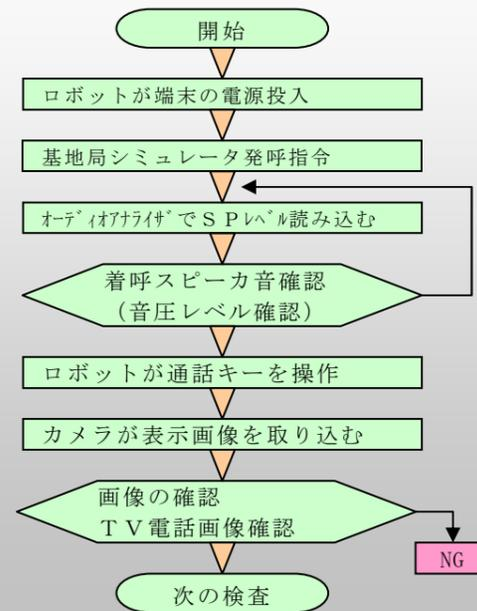 開始
ロボットが端末の電源投入
基地局シミュレータ発呼指令
オーディオアナライザでＳＰレベル読み込む
着呼スピーカ音確認
（音圧レベル確認）
ロボットが通話キーを操作
カメラが表示画像を取り込む
画像の確認
ＴＶ電話画像確認
NG
次の検査